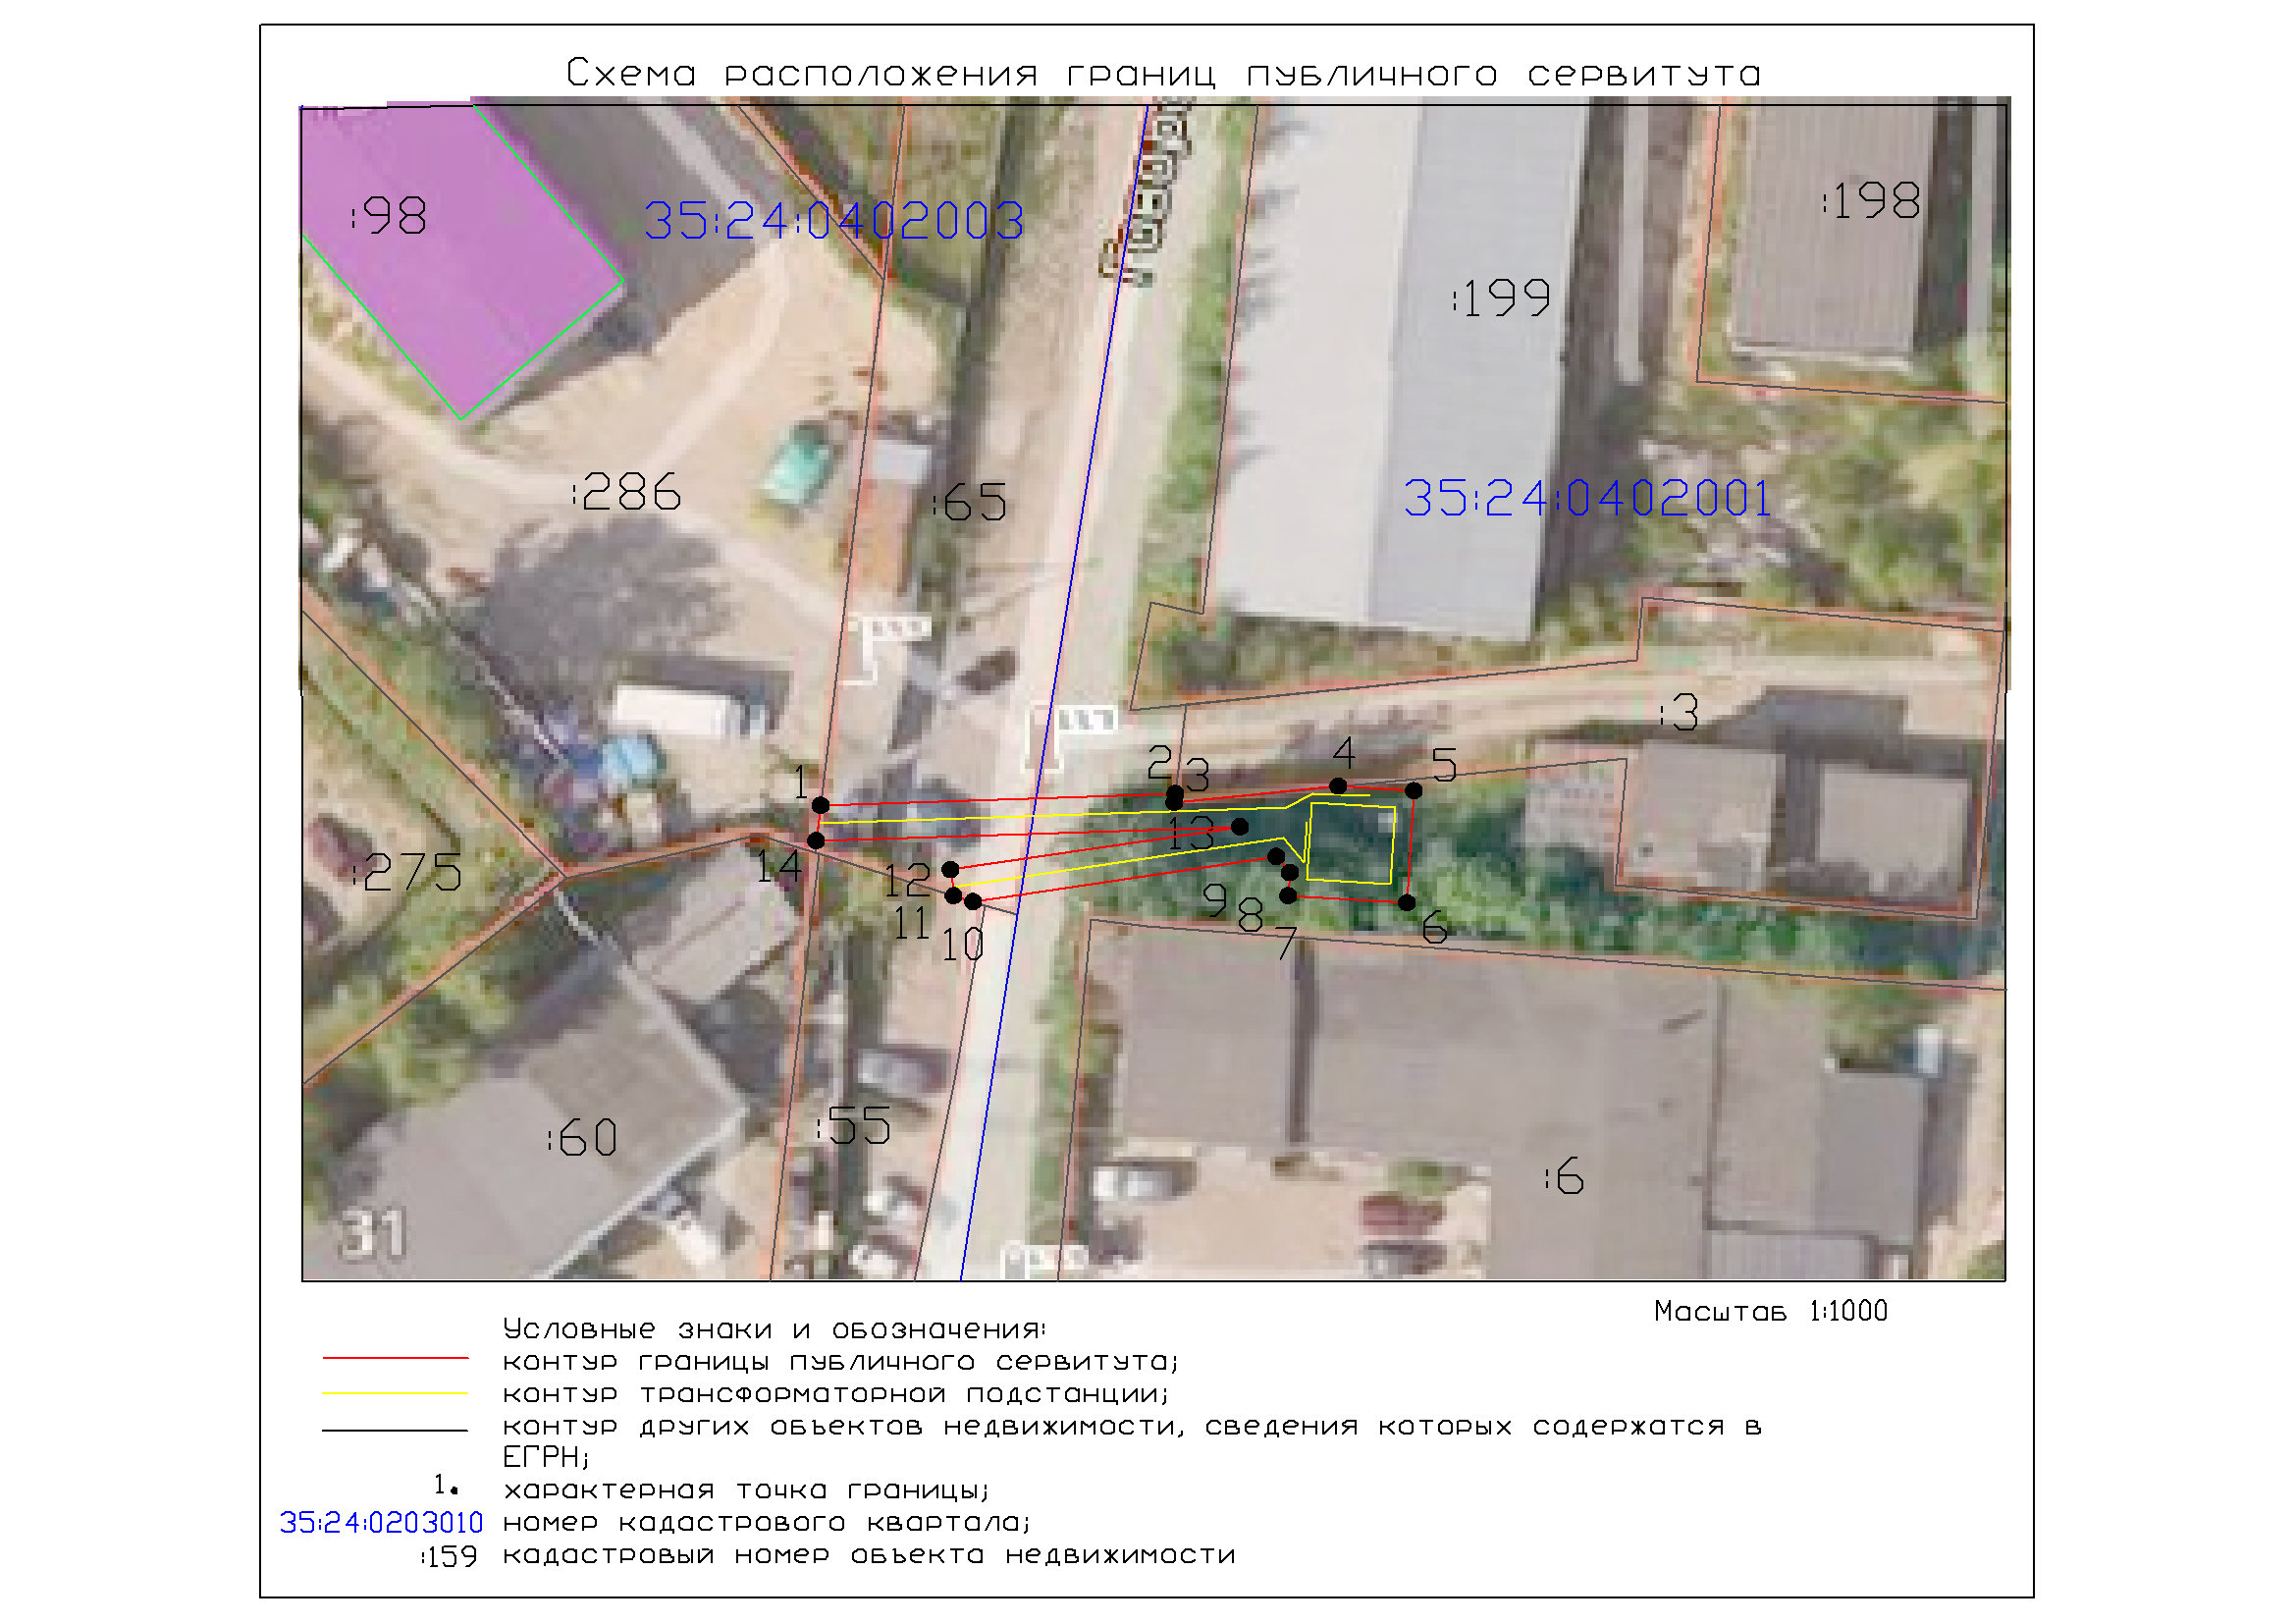 Схема расположения границ публичного сервитута
:98
35:24:0402003
:198
:199
:286
:65
35:24:0402001
:3
1
2
3
4
5
13
14
12
:275
11
10
9
8
7
6
:55
:60
:6
31
Масштаб 1:1000
Условные знаки и обозначения:
контур границы публичного сервитута;
контур трансформаторной подстанции;
контур других объектов недвижимости, сведения которых содержатся в
ЕГРН;
1. характерная точка границы;
35:24:0203010 номер кадастрового квартала;
:159 кадастровый номер объекта недвижимости